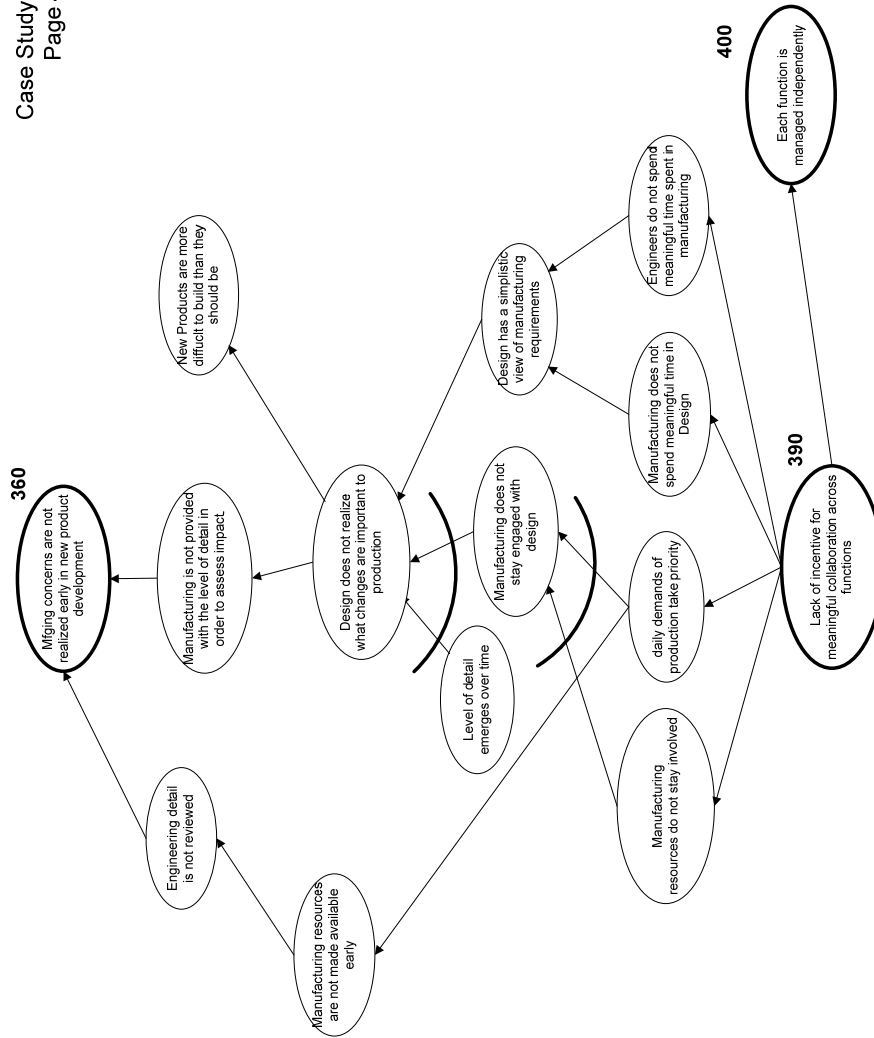 Case Study
Page
360
Mfging concerns are not
realized early in new product
development
Engineering detail
is not reviewed
Manufacturing is not provided
with the level of detail in
order to assess impact.
New Products are more
diffuclt to build than they
should be
Manufacturing resources
are not made available
early
Design does not realize
what changes are important to
production
Level of detail
emerges over time
Manufacturing does not
stay engaged with
design
Design has a simplistic
view of manufacturing
requirements
Manufacturing
resources do not stay involved
daily demands of
production take priority
Manufacturing does not
spend meaningful time in
Design
Engineers do not spend
meaningful time spent in
manufacturing
390
Lack of incentive for
meaningful collaboration across
functions
400
Each function is
managed independently